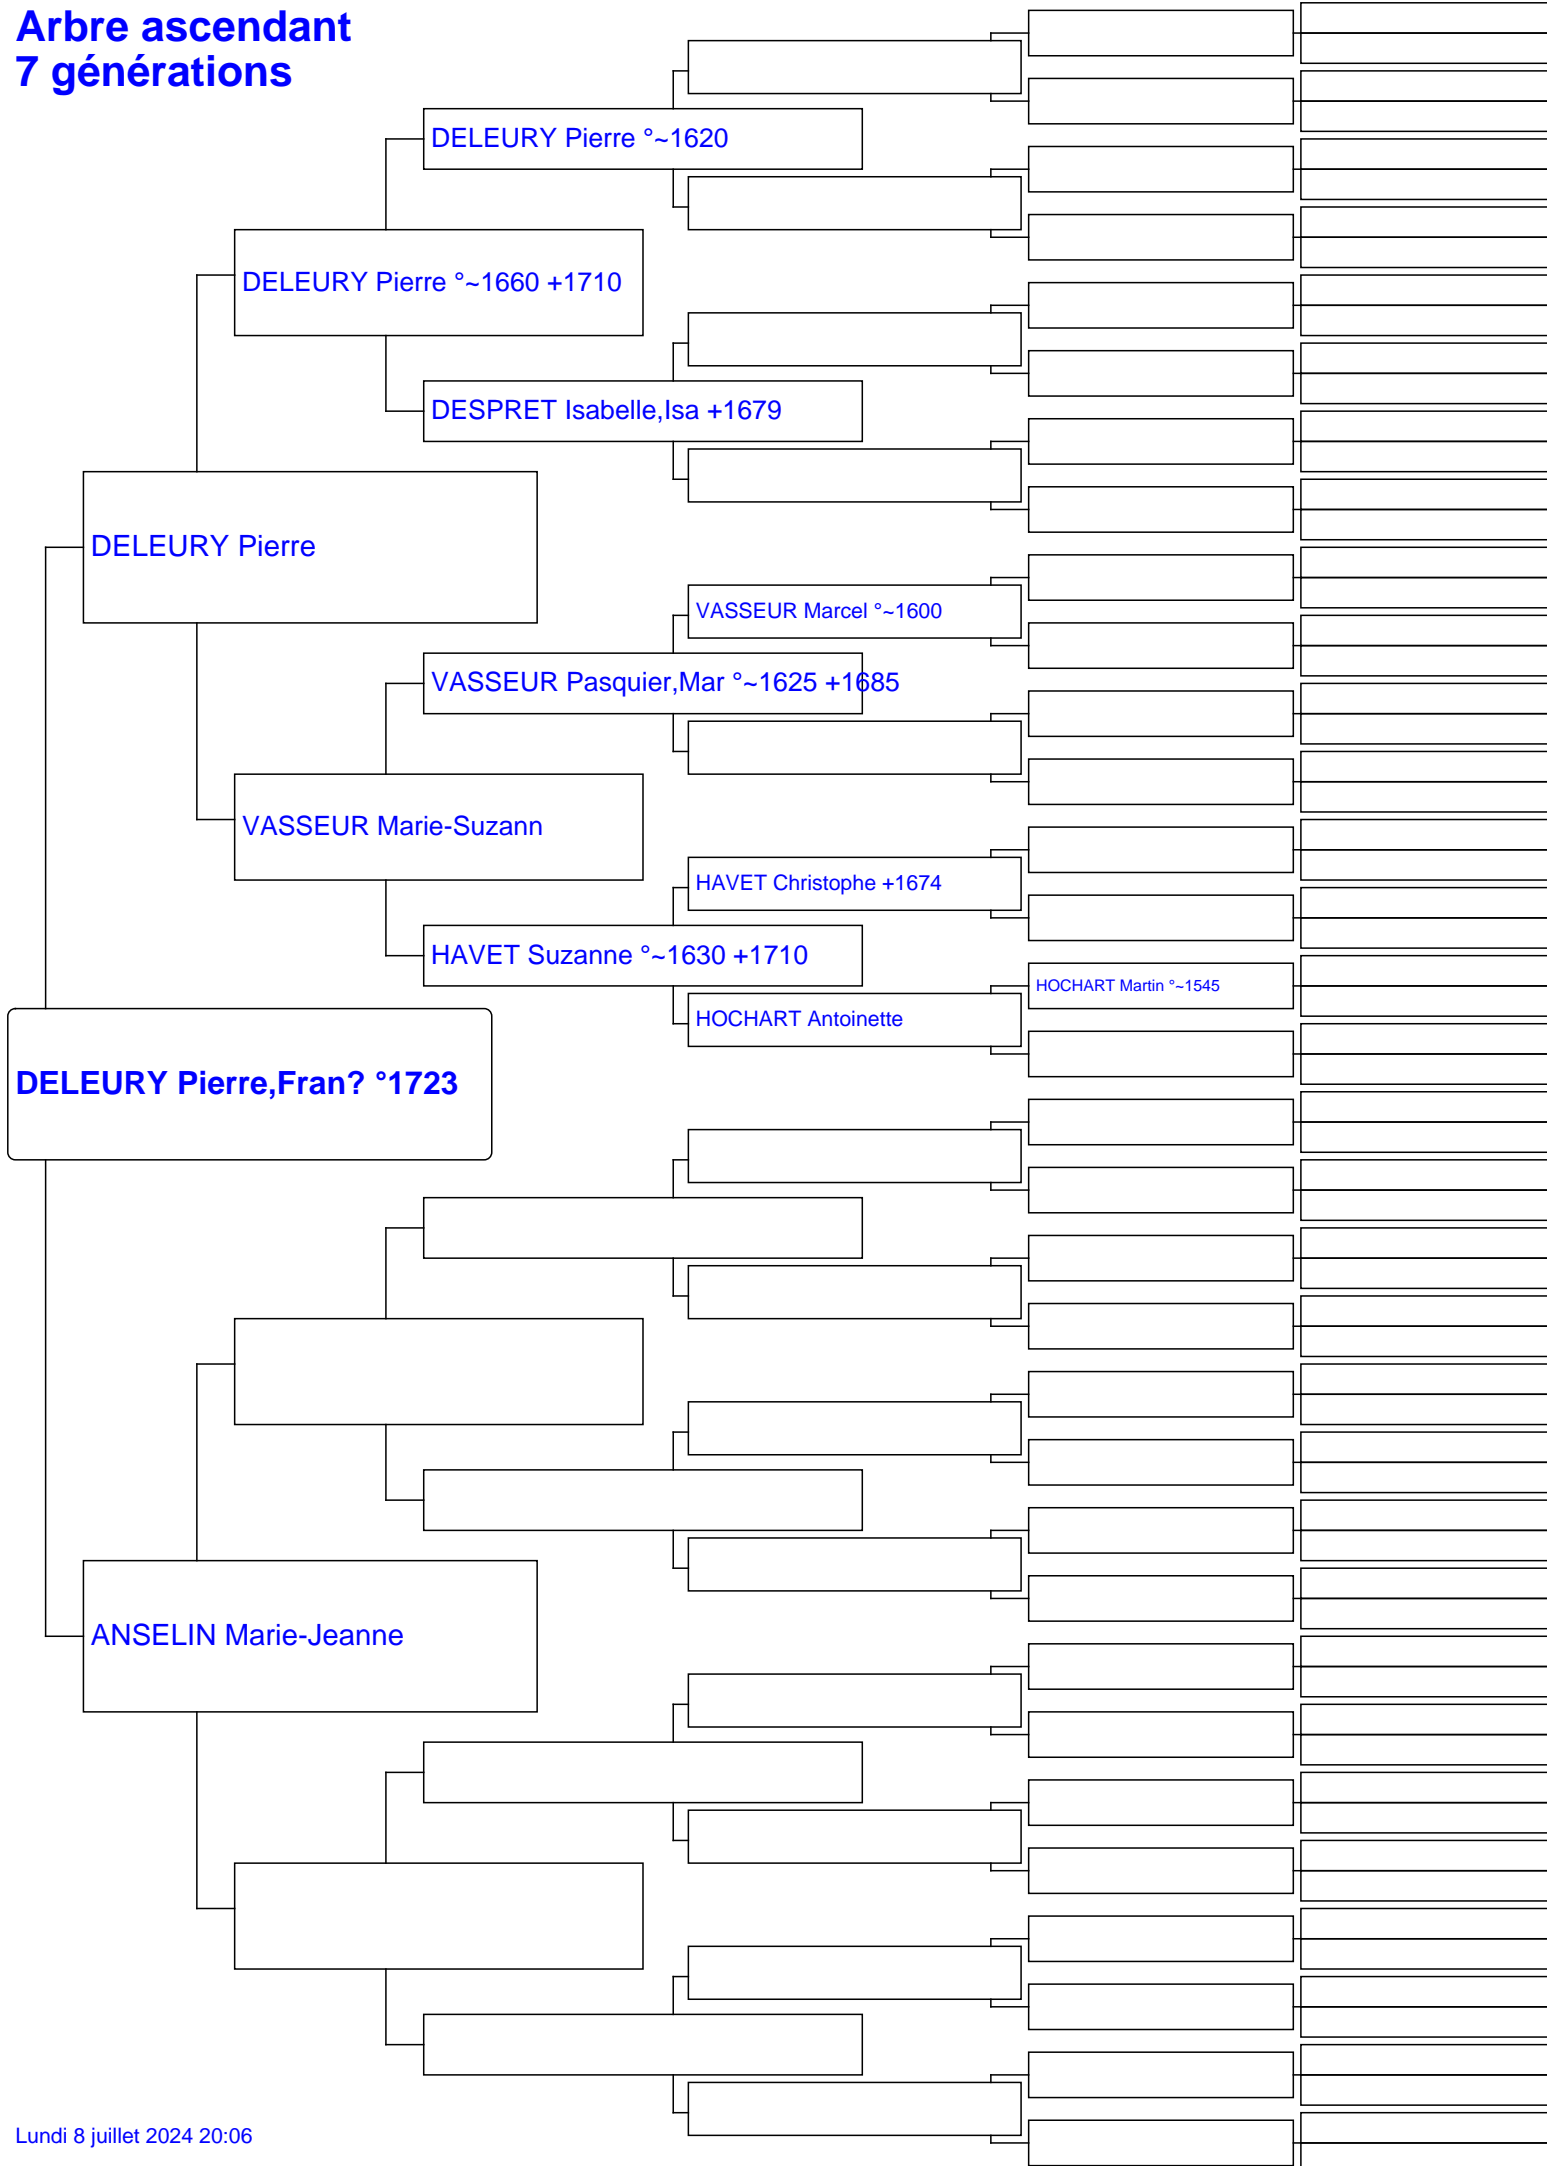 Arbre ascendant
7 générations
DELEURY Pierre °~1620
DELEURY Pierre °~1660 +1710
DESPRET Isabelle,Isa +1679
DELEURY Pierre
VASSEUR Marcel °~1600
VASSEUR Pasquier,Mar °~1625 +1685
VASSEUR Marie-Suzann
HAVET Christophe +1674
HAVET Suzanne °~1630 +1710
HOCHART Martin °~1545
HOCHART Antoinette
DELEURY Pierre,Fran? °1723
ANSELIN Marie-Jeanne
Lundi 8 juillet 2024 20:06